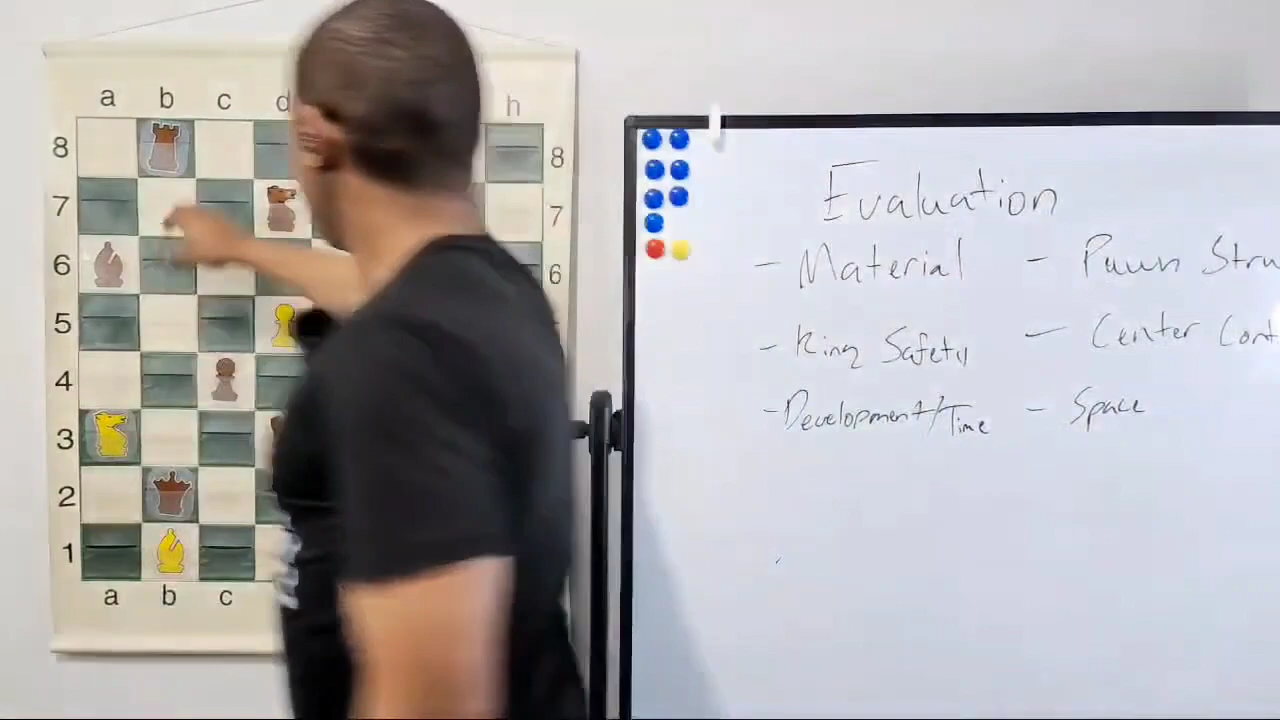 a b c d h
8 8
7 7
6 6
5
4
3
2
1
a b c
Evaluation
- Material - Pawn Stru
- King Safety - Center Cont
- Development/Time - Space